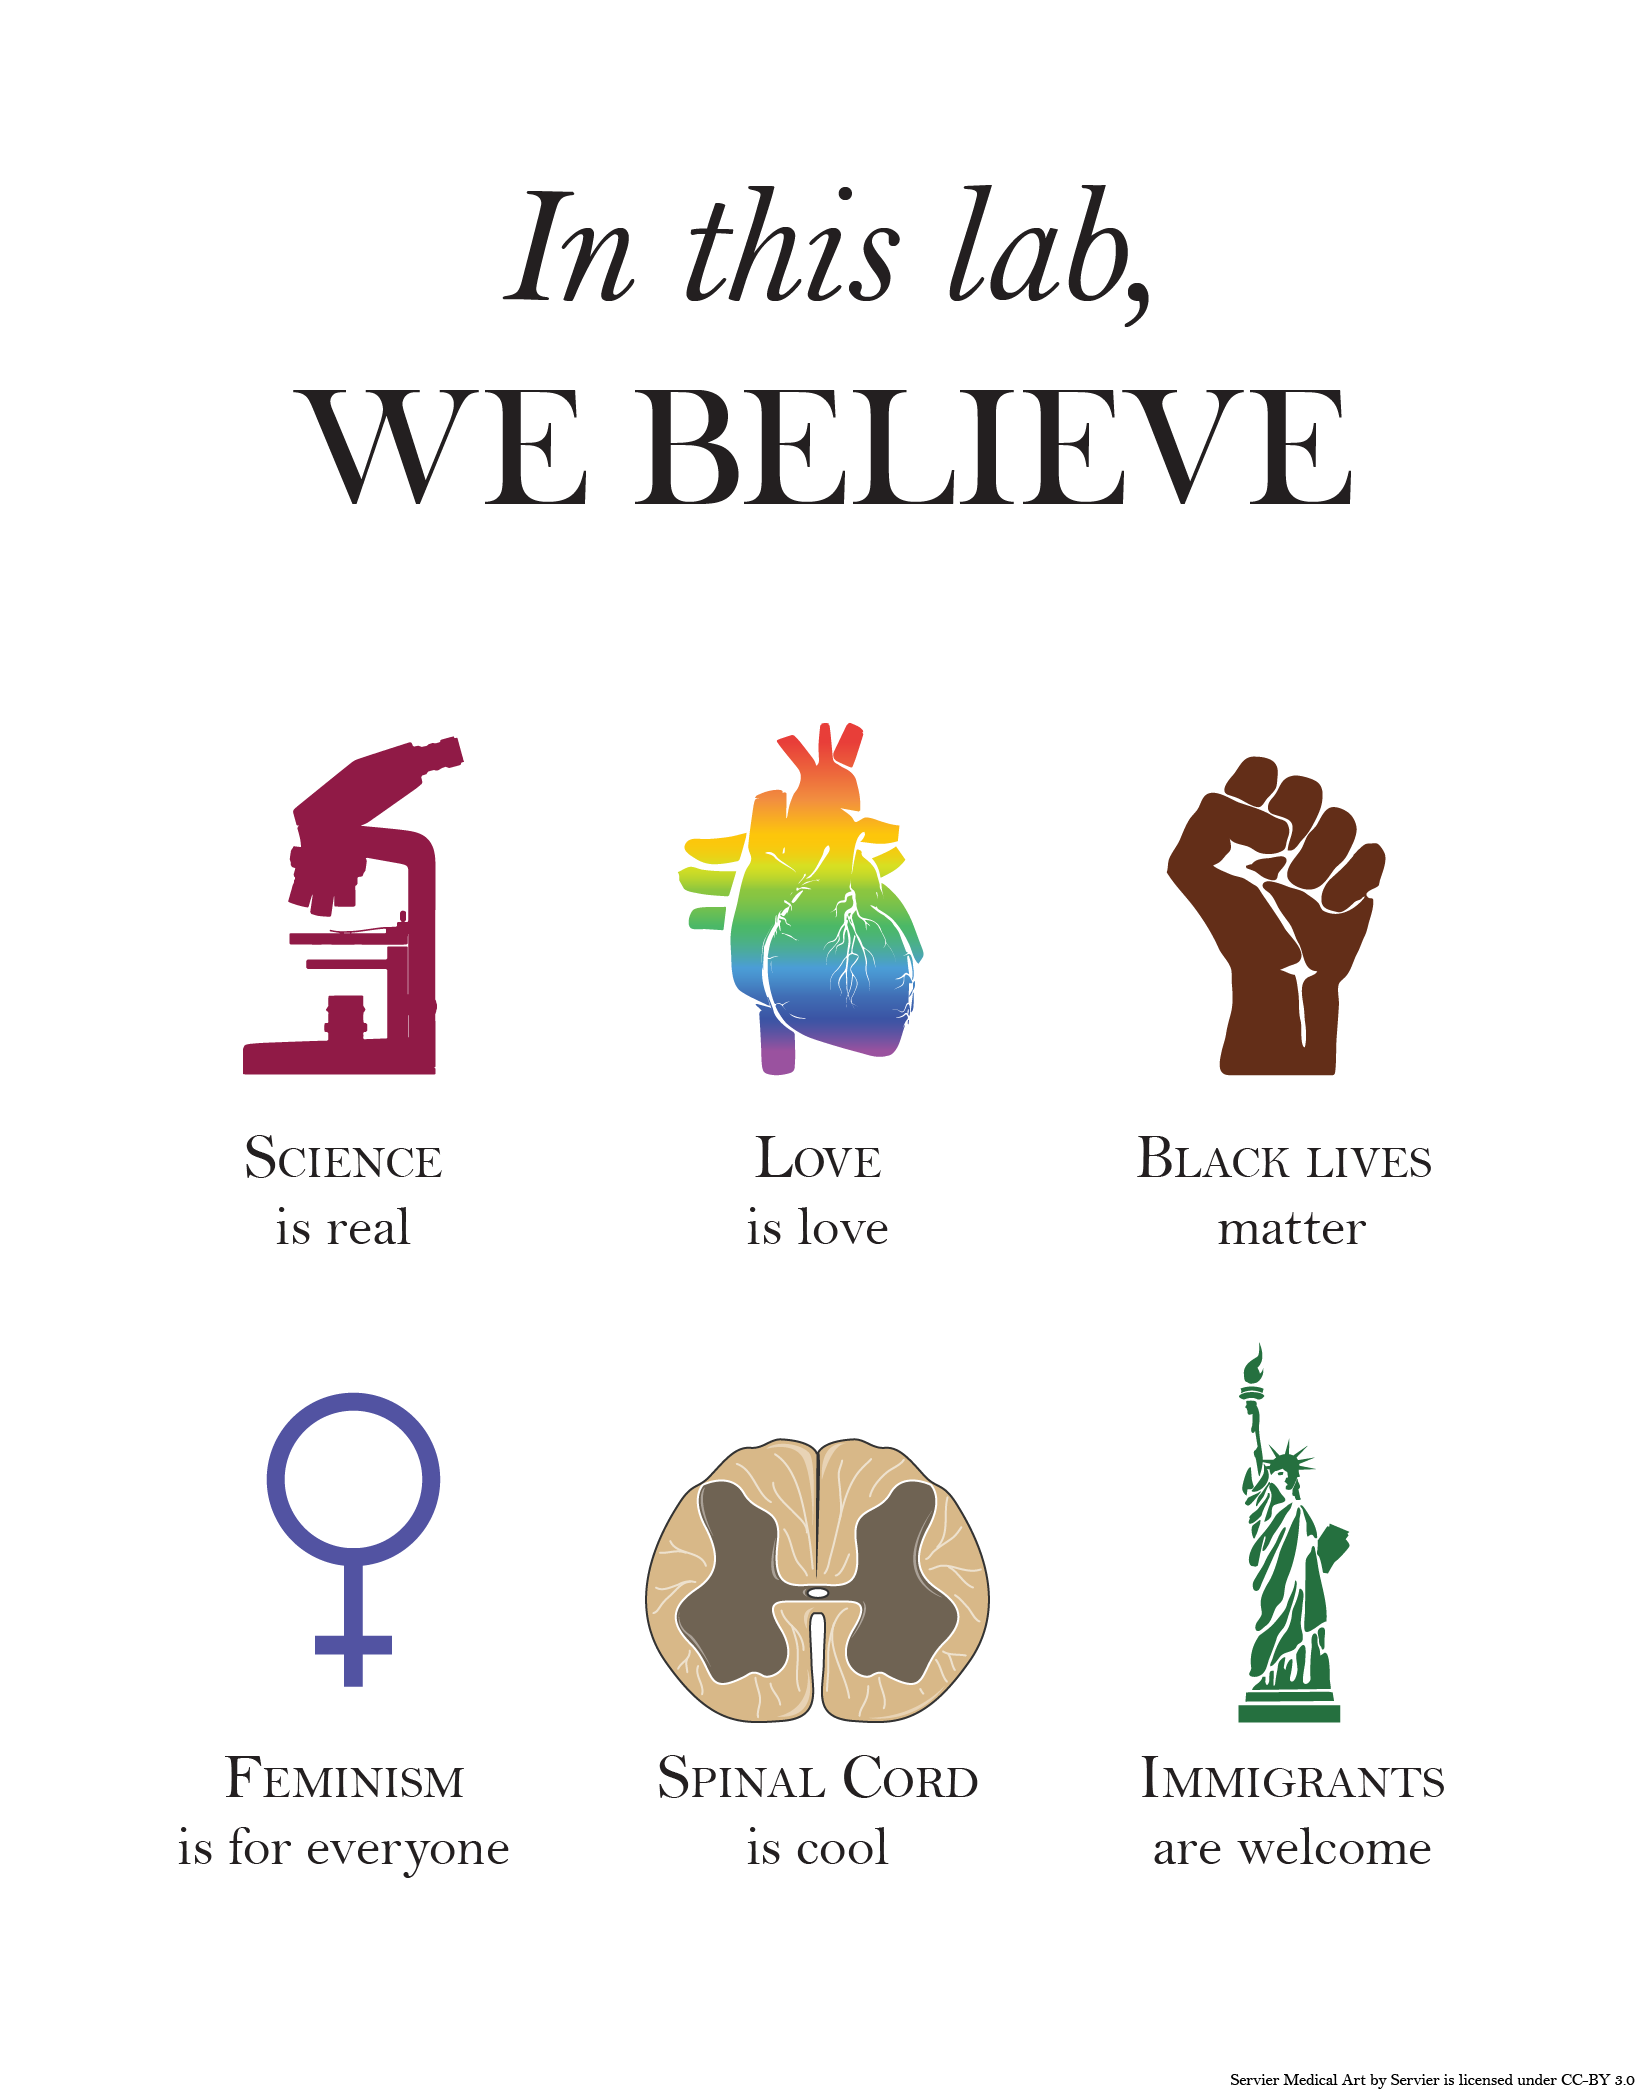 In this lab,
WE BELIEVE
SCIENCE
is real
LOVE
is love
BLACK LIVES
matter
FEMINISM
is for everyone
SPINAL CORD
is cool
IMMIGRANTS
are welcome
Servier Medical Art by Servier is licensed under CC-BY 3.0